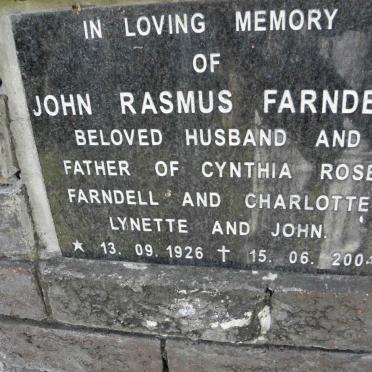 IN LOVING MEMORY
OF
JOHN RASMUS FARNDE
BELOVED HUSBAND AND
FATHER OF CYNTHIA ROSE
FARNDELL AND CHARLOTTE
LYNETTE AND JOHN.
★ 13. 09. 1926 ✝ 15. 06. 2004